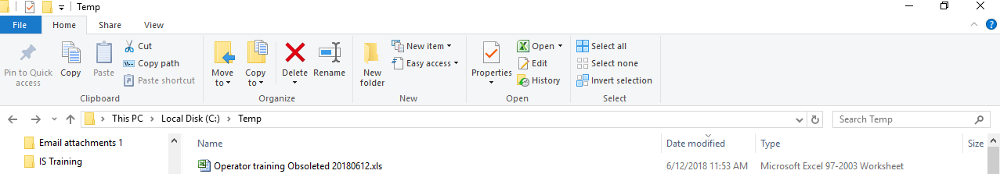 Temp
File Home Share View
Pin to Quick access
Copy
Paste
Cut
Copy path
Paste shortcut
Clipboard
Move to
Copy to
Delete
Rename
Organize
New folder
New item
Easy access
New
Properties
Open
Edit
History
Open
Select all
Select none
Invert selection
Select
This PC Local Disk (C:) Temp
Search Temp
Email attachments 1
IS Training
Name Date modified Type Size
Operator training Obsoleted 20180612.xls 6/12/2018 11:53 AM Microsoft Excel 97-2003 Worksheet